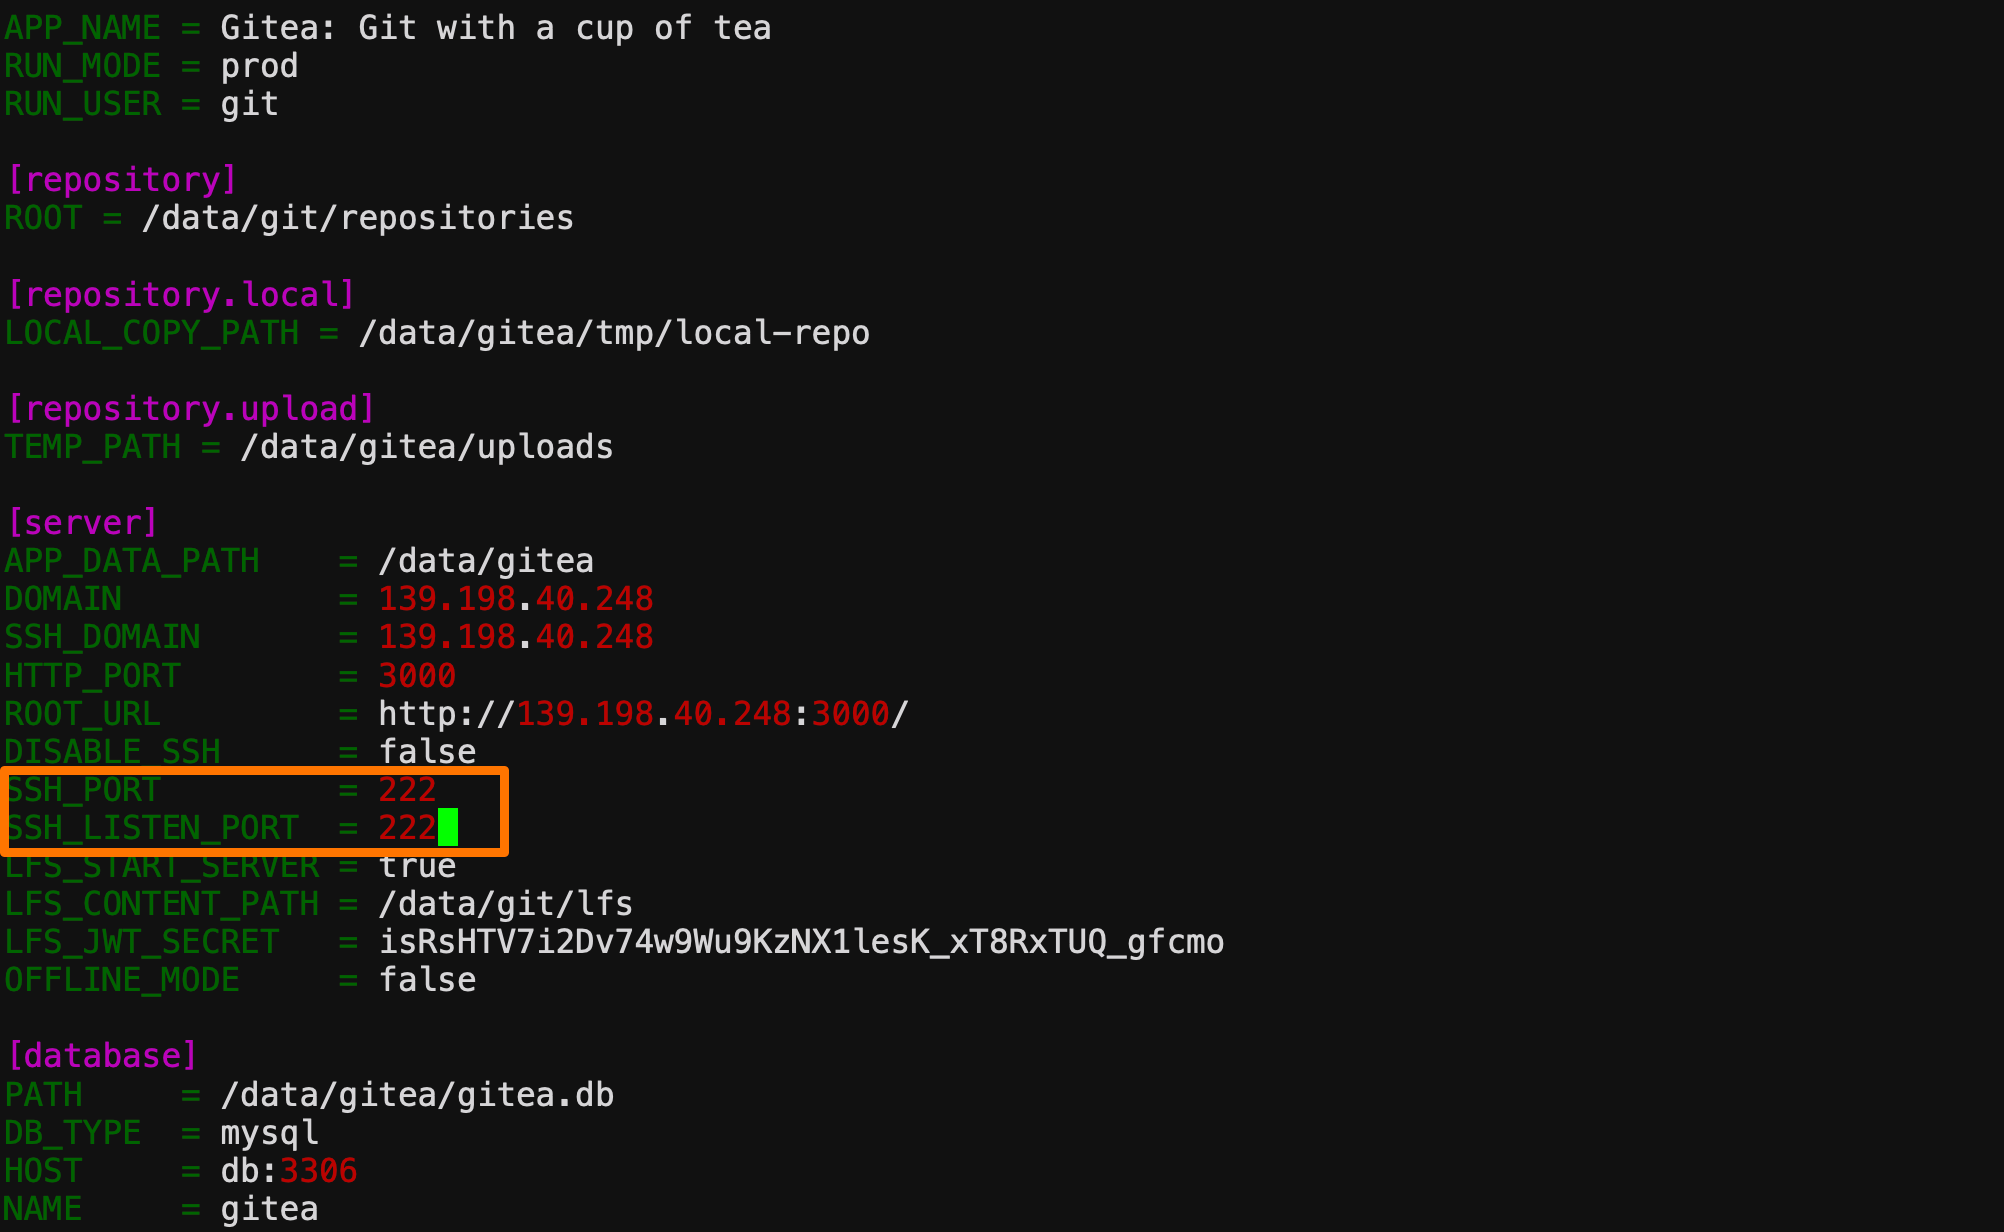 APP_NAME = Gitea: Git with a cup of tea
RUN_MODE = prod
RUN_USER = git
[repository]
ROOT = /data/git/repositories
[repository.local]
LOCAL_COPY_PATH = /data/gitea/tmp/local-repo
[repository.upload]
TEMP_PATH = /data/gitea/uploads
[server]
APP_DATA_PATH    = /data/gitea
DOMAIN           = 139.198.40.248
SSH_DOMAIN       = 139.198.40.248
HTTP_PORT        = 3000
ROOT_URL         = http://139.198.40.248:3000/
DISABLE_SSH      = false
SSH_PORT         = 222
SSH_LISTEN_PORT  = 222
LFS_START_SERVER = true
LFS_CONTENT_PATH = /data/git/lfs
LFS_JWT_SECRET   = isRsHTV7i2Dv74w9Wu9KzNX1lesK_xT8RxTUQ_gfcmo
OFFLINE_MODE     = false
[database]
PATH     = /data/gitea/gitea.db
DB_TYPE  = mysql
HOST     = db:3306
NAME     = gitea